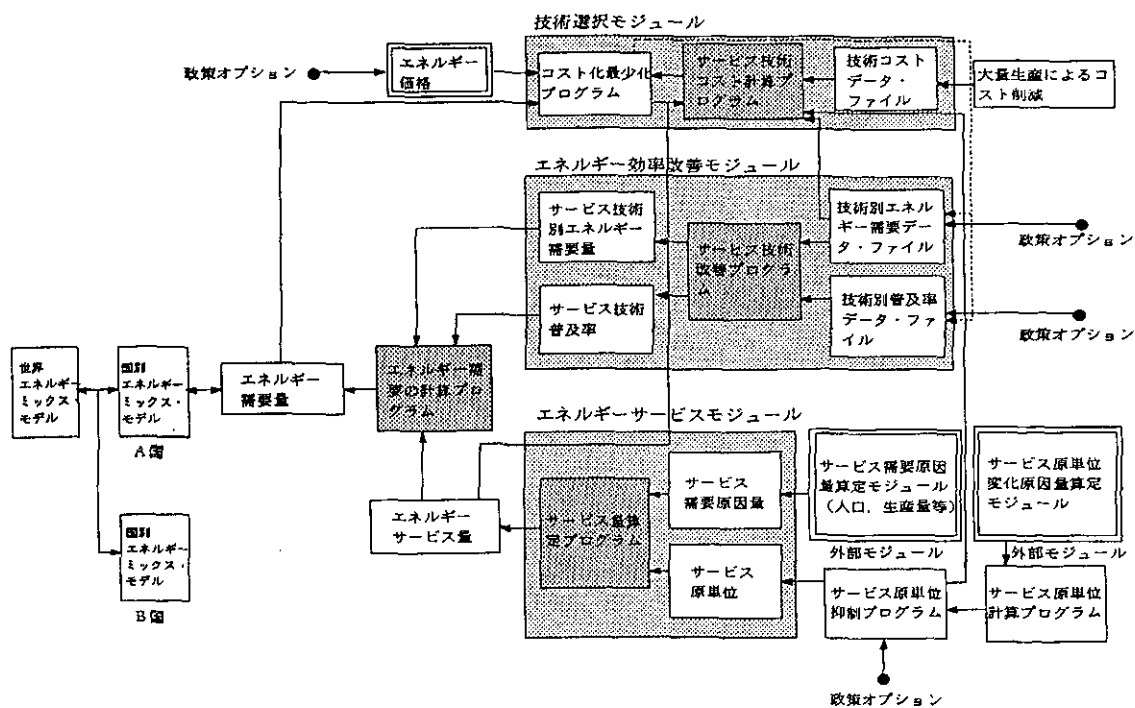 技術選択モジュール
政策オプション
エネルギー
価格
コスト化最少化
プログラム
サービス技術
コスト計算プ
ログラム
技術コスト
データ・
ファイル
大量生産によるコ
スト削減
エネルギー効率改善モジュール
サービス技術
別エネルギー
需要量
サービス技術
普及率
サービス技術
改善プログラ
ム
技術別エネル
ギー需要デー
タ・ファイル
技術別普及率
データ・ファ
イル
政策オプション
政策オプション
世界
エネルギー
ミックス
モデル
国別
エネルギー
ミックス・
モデル
A国
国別
エネルギー
ミックス・
モデル
B国
エネルギー
需要量
エネルギー需
要の計算プロ
グラム
エネルギーサービスモジュール
エネルギー
サービス量
サービス量算
定プログラム
サービス
需要原因量
サービス
原単位
サービス需要原因
量算定モジュール
(人口、生産量等)
外部モジュール
サービス原単位
変化原因量算定
モジュール
外部モジュール
サービス原単位
抑制プログラム
サービス原単位
計算プログラム
政策オプション